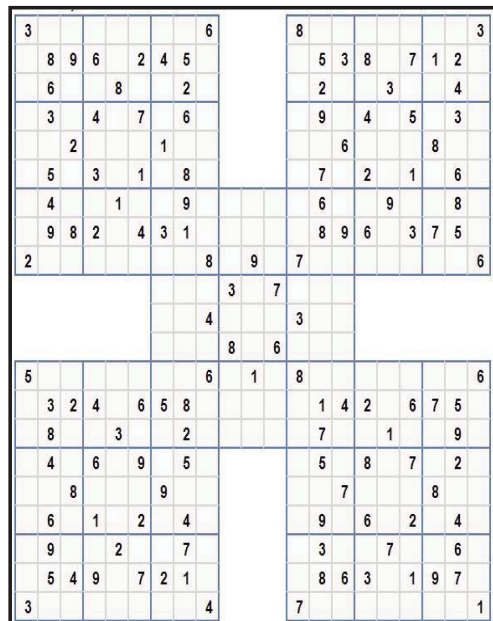 3 6 8 3
8 9 6 2 4 5 5 3 8 7 1 2
6 8 2 2 3 4
3 4 7 6 9 4 5 3
2 1 6 8
5 3 1 8 7 2 1 6
4 1 9 6 9 8
9 8 2 4 3 1 8 9 6 3 7 5
2 8 9 7 6
3 7
4 3
8 6
5 6 1 8 6
3 2 4 6 5 8 1 4 2 6 7 5
8 3 2 7 1 9
4 6 9 5 5 8 7 2
8 9 7 8
6 1 2 4 9 6 2 4
9 2 7 3 7 6
5 4 9 7 2 1 8 6 3 1 9 7
3 4 7 1